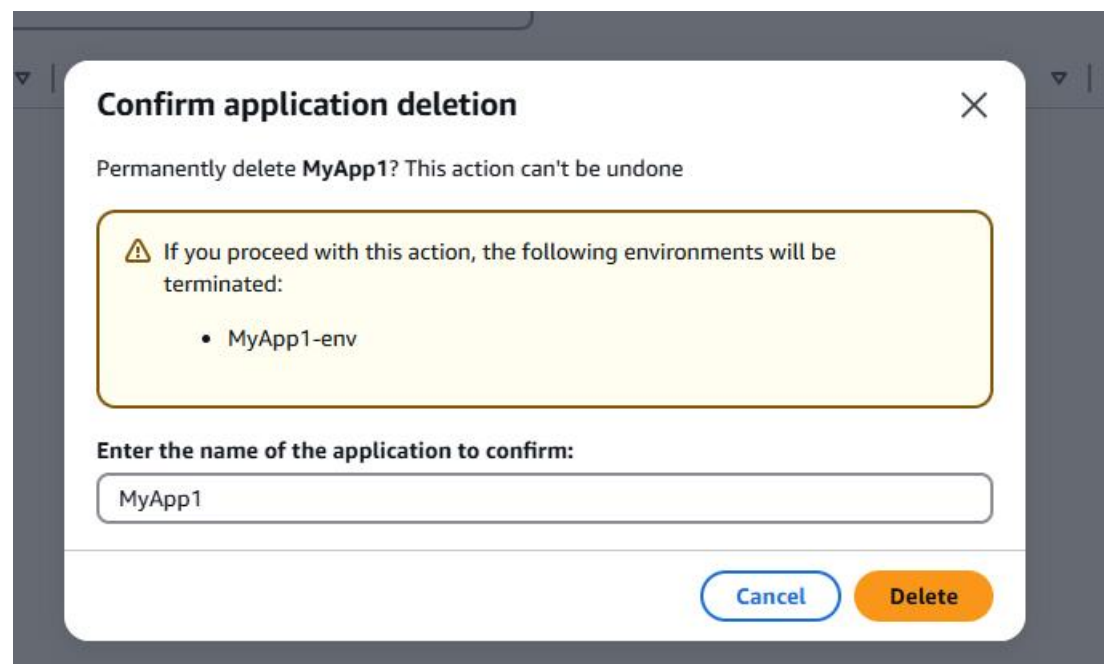 Confirm application deletion
Permanently delete MyApp1? This action can't be undone
If you proceed with this action, the following environments will be
terminated:
• MyApp1-env
Enter the name of the application to confirm:
MyApp1
Cancel
Delete